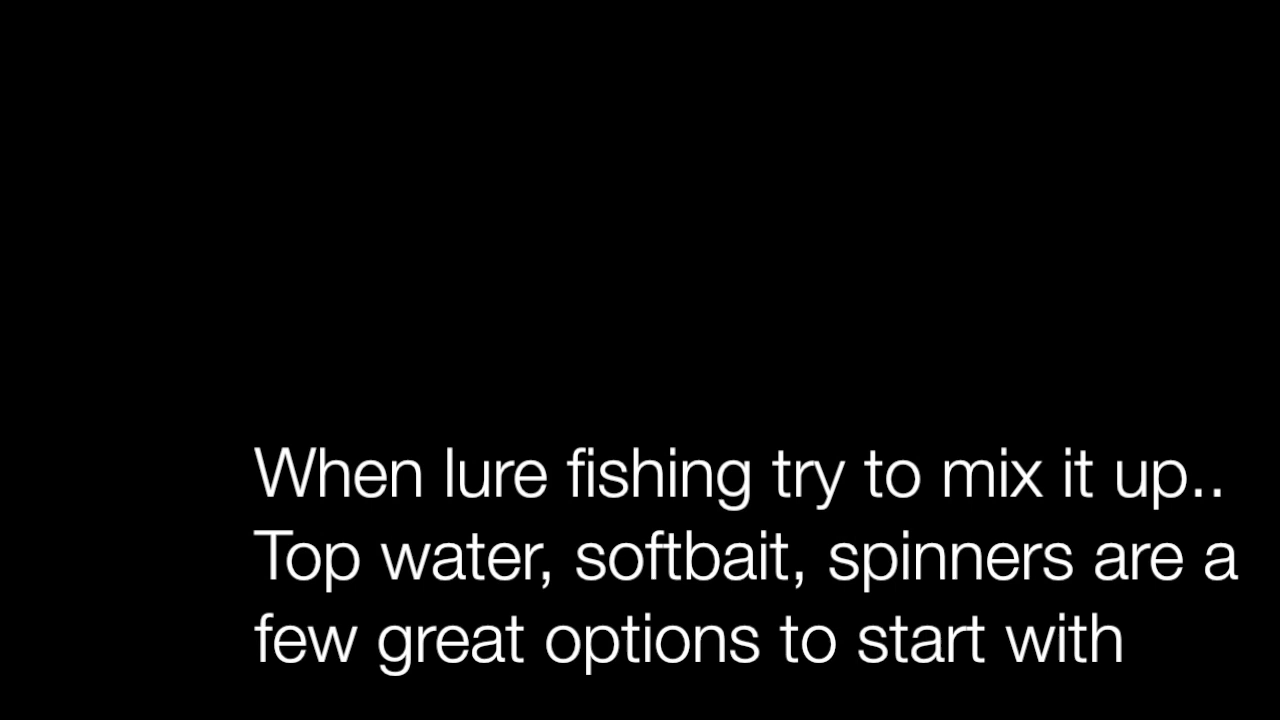 When lure fishing try to mix it up..
Top water, softbait, spinners are a
few great options to start with